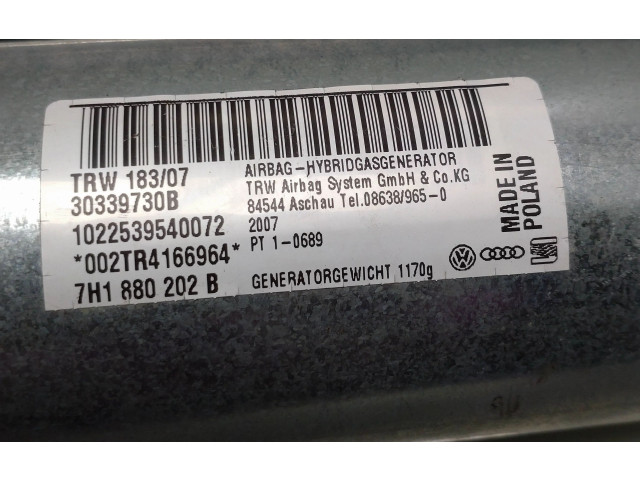 TRW 183/07
30339730B
1022539540072
*002TR4166964*
7H1 880 202 B
AIRBAG-HYBRIDGASGENERATOR
TRW Airbag System GmbH & Co.KG
84544 Aschau Tel.08638/965-0
2007
PT 1-0689
GENERATORGEWICHT 1170g
MADE IN
POLAND